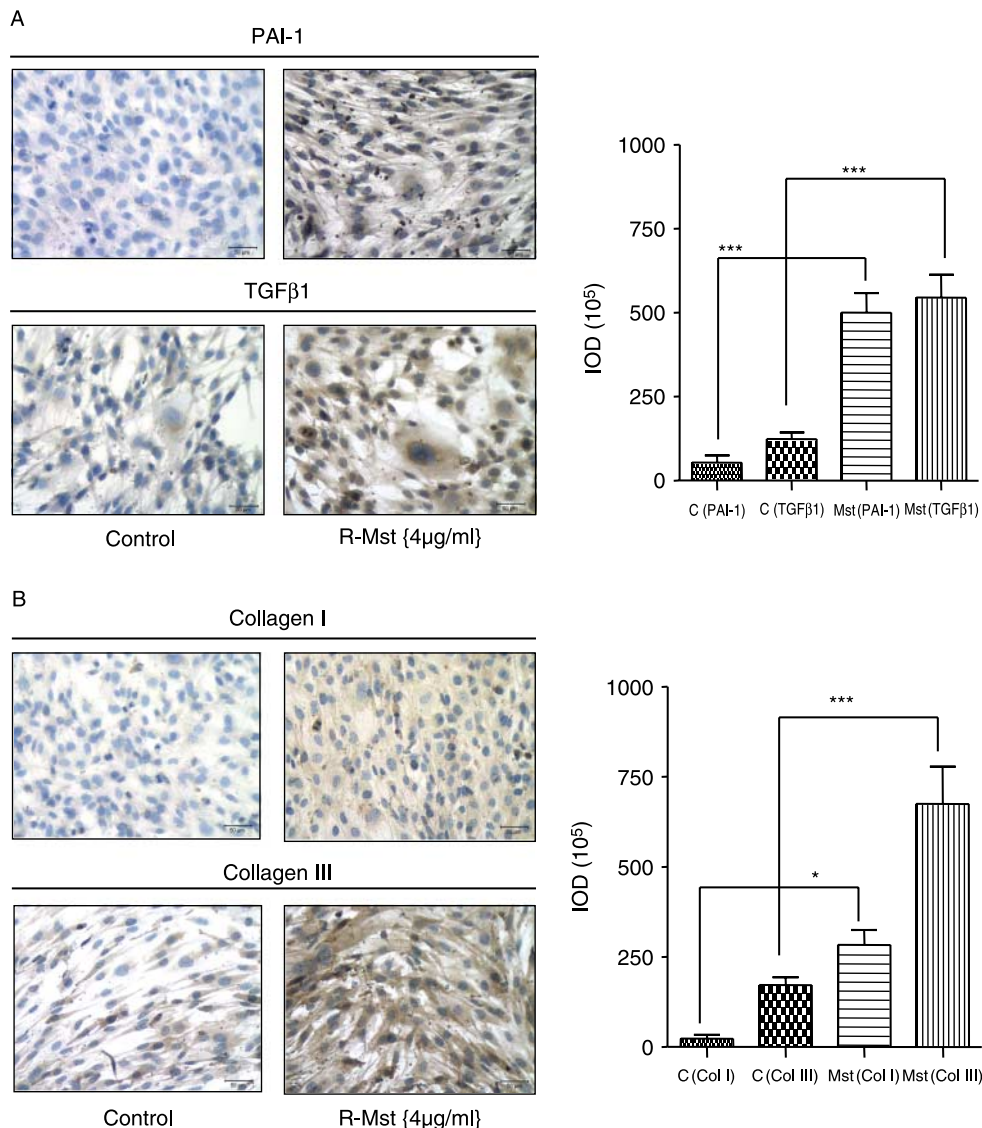 A
PAI-1
TGFβ1
Control
R-Mst {4μg/ml}
1000
750
500
250
0
IOD (10⁵)
***
***
C (PAI-1) C (TGFβ1) Mst (PAI-1) Mst (TGFβ1)
B
Collagen I
Collagen III
Control
R-Mst {4μg/ml}
1000
750
500
250
0
IOD (10⁵)
***
*
C (Col I) C (Col III) Mst (Col I) Mst (Col III)